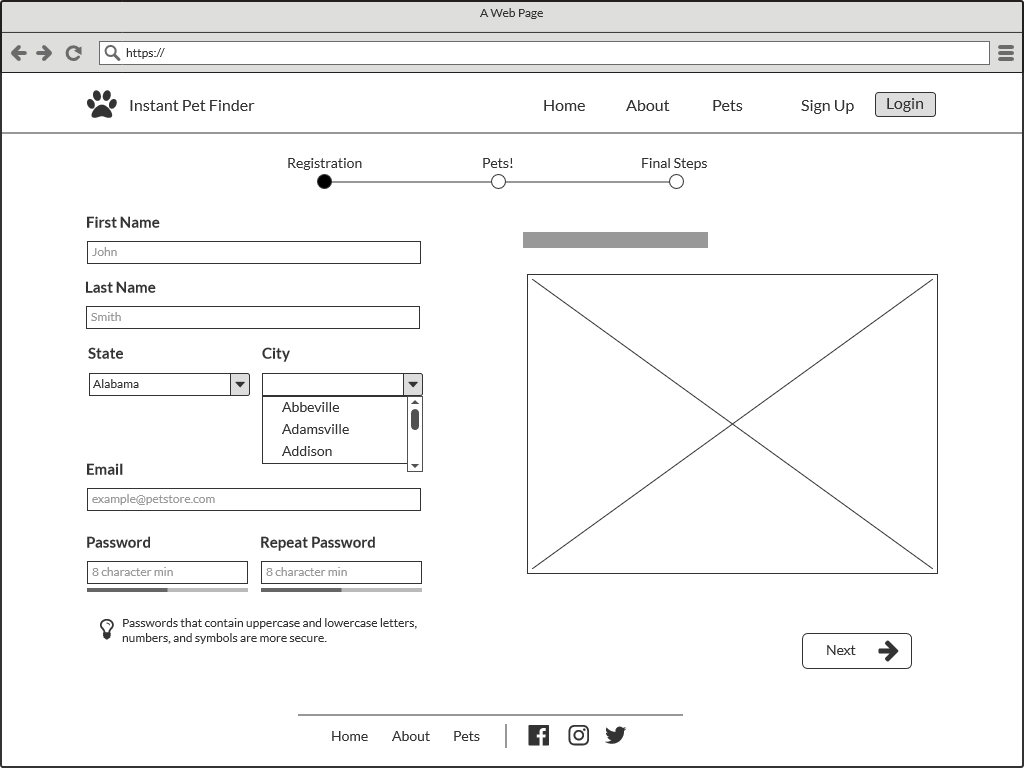 A Web Page
https://
Instant Pet Finder
Home
About
Pets
Sign Up
Login
Registration
Pets!
Final Steps
First Name
John
Last Name
Smith
State
City
Alabama
Abbeville
Adamsville
Addison
Email
example@petstore.com
Password
Repeat Password
8 character min
8 character min
Passwords that contain uppercase and lowercase letters,
numbers, and symbols are more secure.
Next
Home
About
Pets